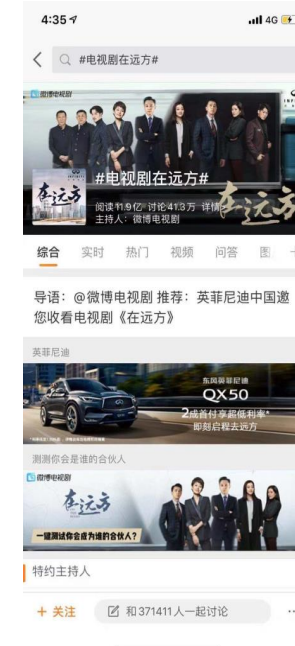 4:35
4G
#电视剧在远方#
微博电视剧
INFINITI
在远方
#电视剧在远方#
阅读11.9亿 讨论41.3万 详情
主持人：微博电视剧
在远方
综合 实时 热门 视频 问答 图
导语：@微博电视剧 推荐：英菲尼迪中国邀
您收看电视剧《在远方》
英菲尼迪
东风英菲尼迪
QX50
2成首付享超低利率*
即刻启程去远方
测测你会是谁的合伙人
微博电视剧
在远方
一键测试你会成为谁的合伙人？
特约主持人
+ 关注
和371411人一起讨论
...